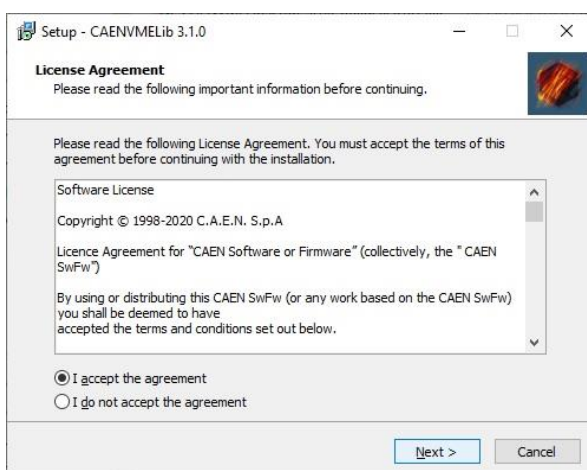 Setup - CAENVMELib 3.1.0
License Agreement
Please read the following important information before continuing.
Please read the following License Agreement. You must accept the terms of this
agreement before continuing with the installation.
Software License
Copyright © 1998-2020 C.A.E.N. S.p.A
Licence Agreement for “CAEN Software or Firmware” (collectively, the " CAEN
SwFw”)
By using or distributing this CAEN SwFw (or any work based on the CAEN SwFw)
you shall be deemed to have
accepted the terms and conditions set out below.
I accept the agreement
I do not accept the agreement
Next >
Cancel